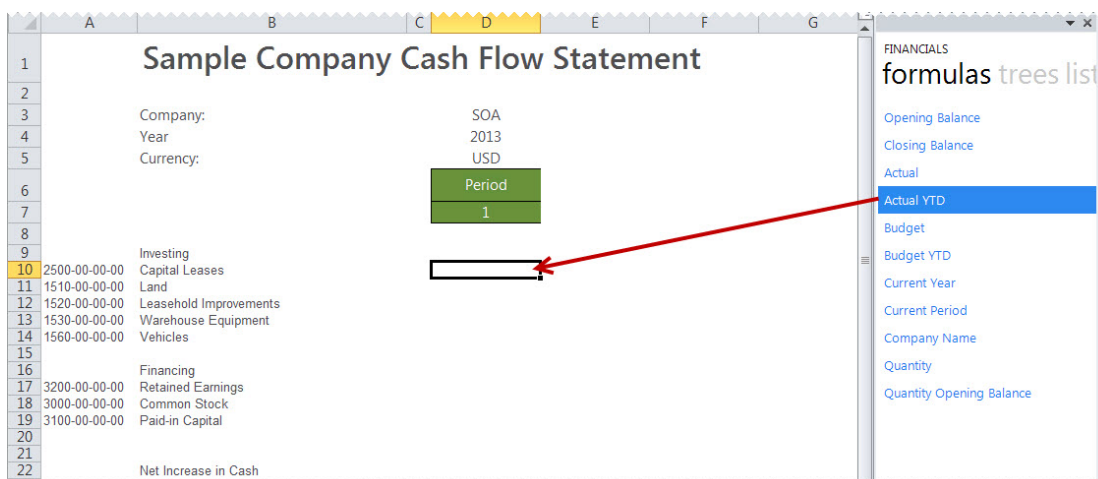 A B C D E F G
1 Sample Company Cash Flow Statement
2
3 Company: SOA
4 Year 2013
5 Currency: USD
6 Period
7 1
8
9 Investing
10 2500-00-00-00 Capital Leases
11 1510-00-00-00 Land
12 1520-00-00-00 Leasehold Improvements
13 1530-00-00-00 Warehouse Equipment
14 1560-00-00-00 Vehicles
15
16 Financing
17 3200-00-00-00 Retained Earnings
18 3000-00-00-00 Common Stock
19 3100-00-00-00 Paid-in Capital
20
21
22 Net Increase in Cash
FINANCIALS
formulas trees list
Opening Balance
Closing Balance
Actual
Actual YTD
Budget
Budget YTD
Current Year
Current Period
Company Name
Quantity
Quantity Opening Balance